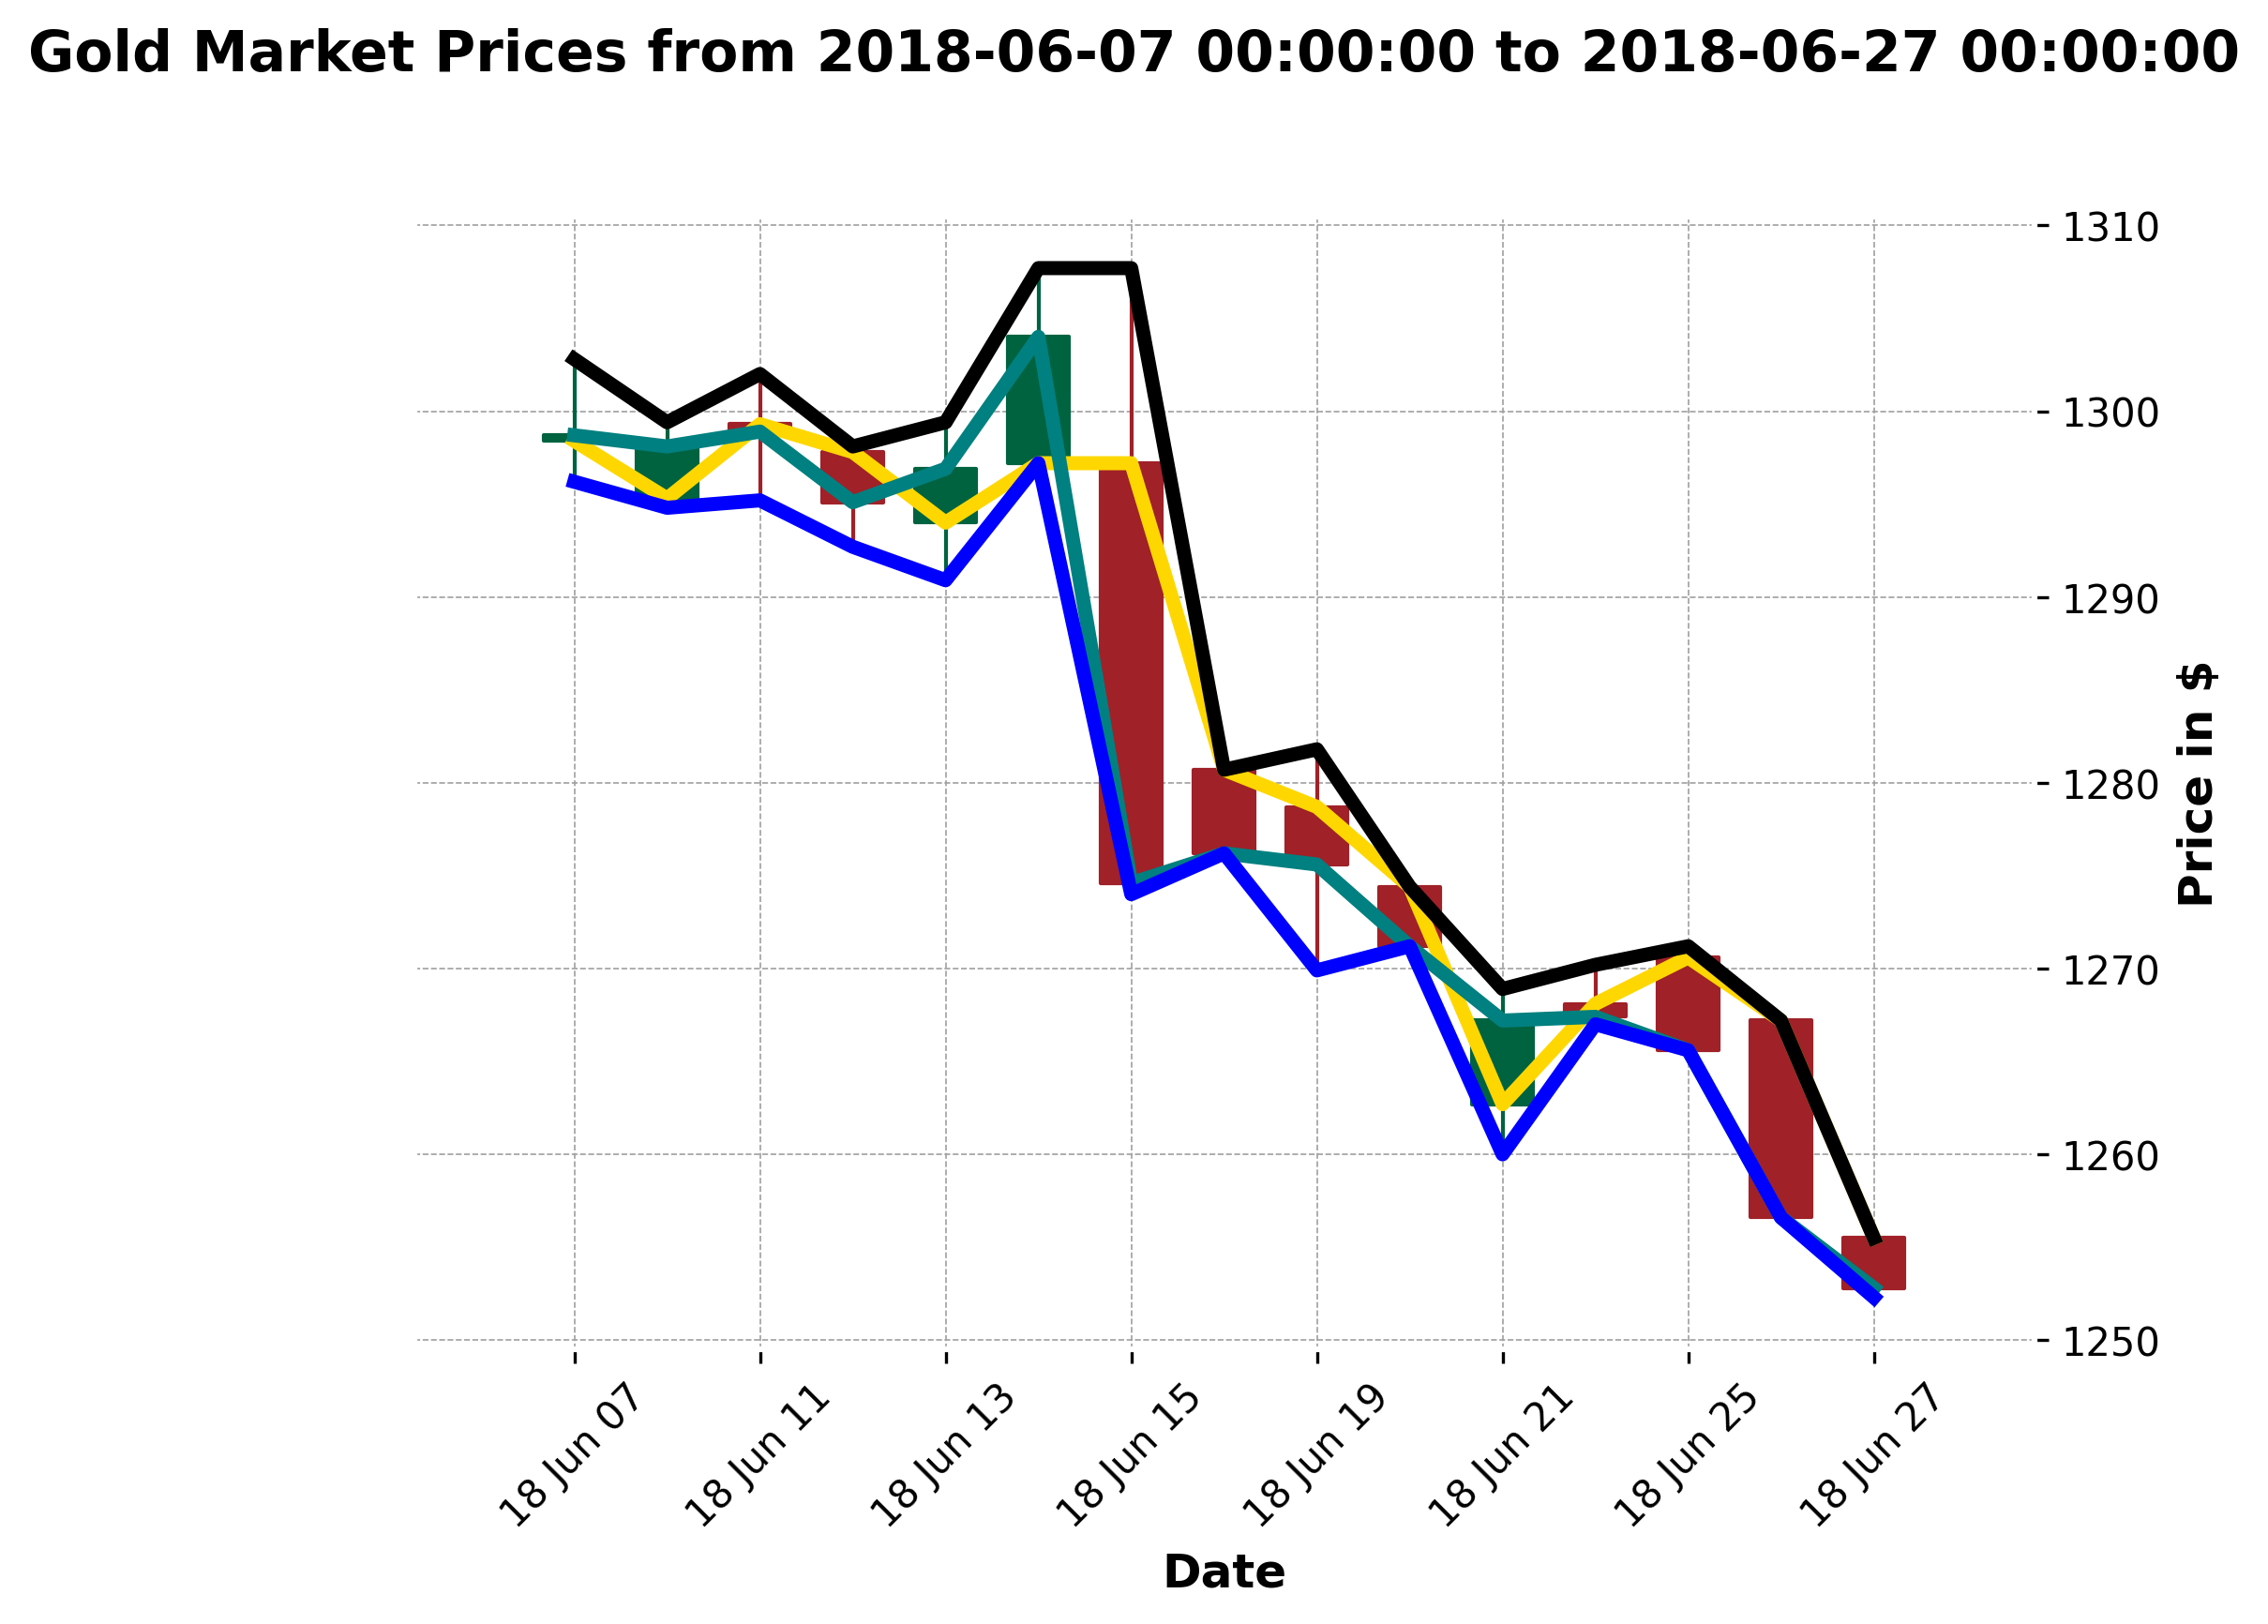 Gold Market Prices from 2018-06-07 00:00:00 to 2018-06-27 00:00:00
1310
1300
1290
1280
1270
1260
1250
Price in $
18 Jun 07
18 Jun 11
18 Jun 13
18 Jun 15
18 Jun 19
18 Jun 21
18 Jun 25
18 Jun 27
Date